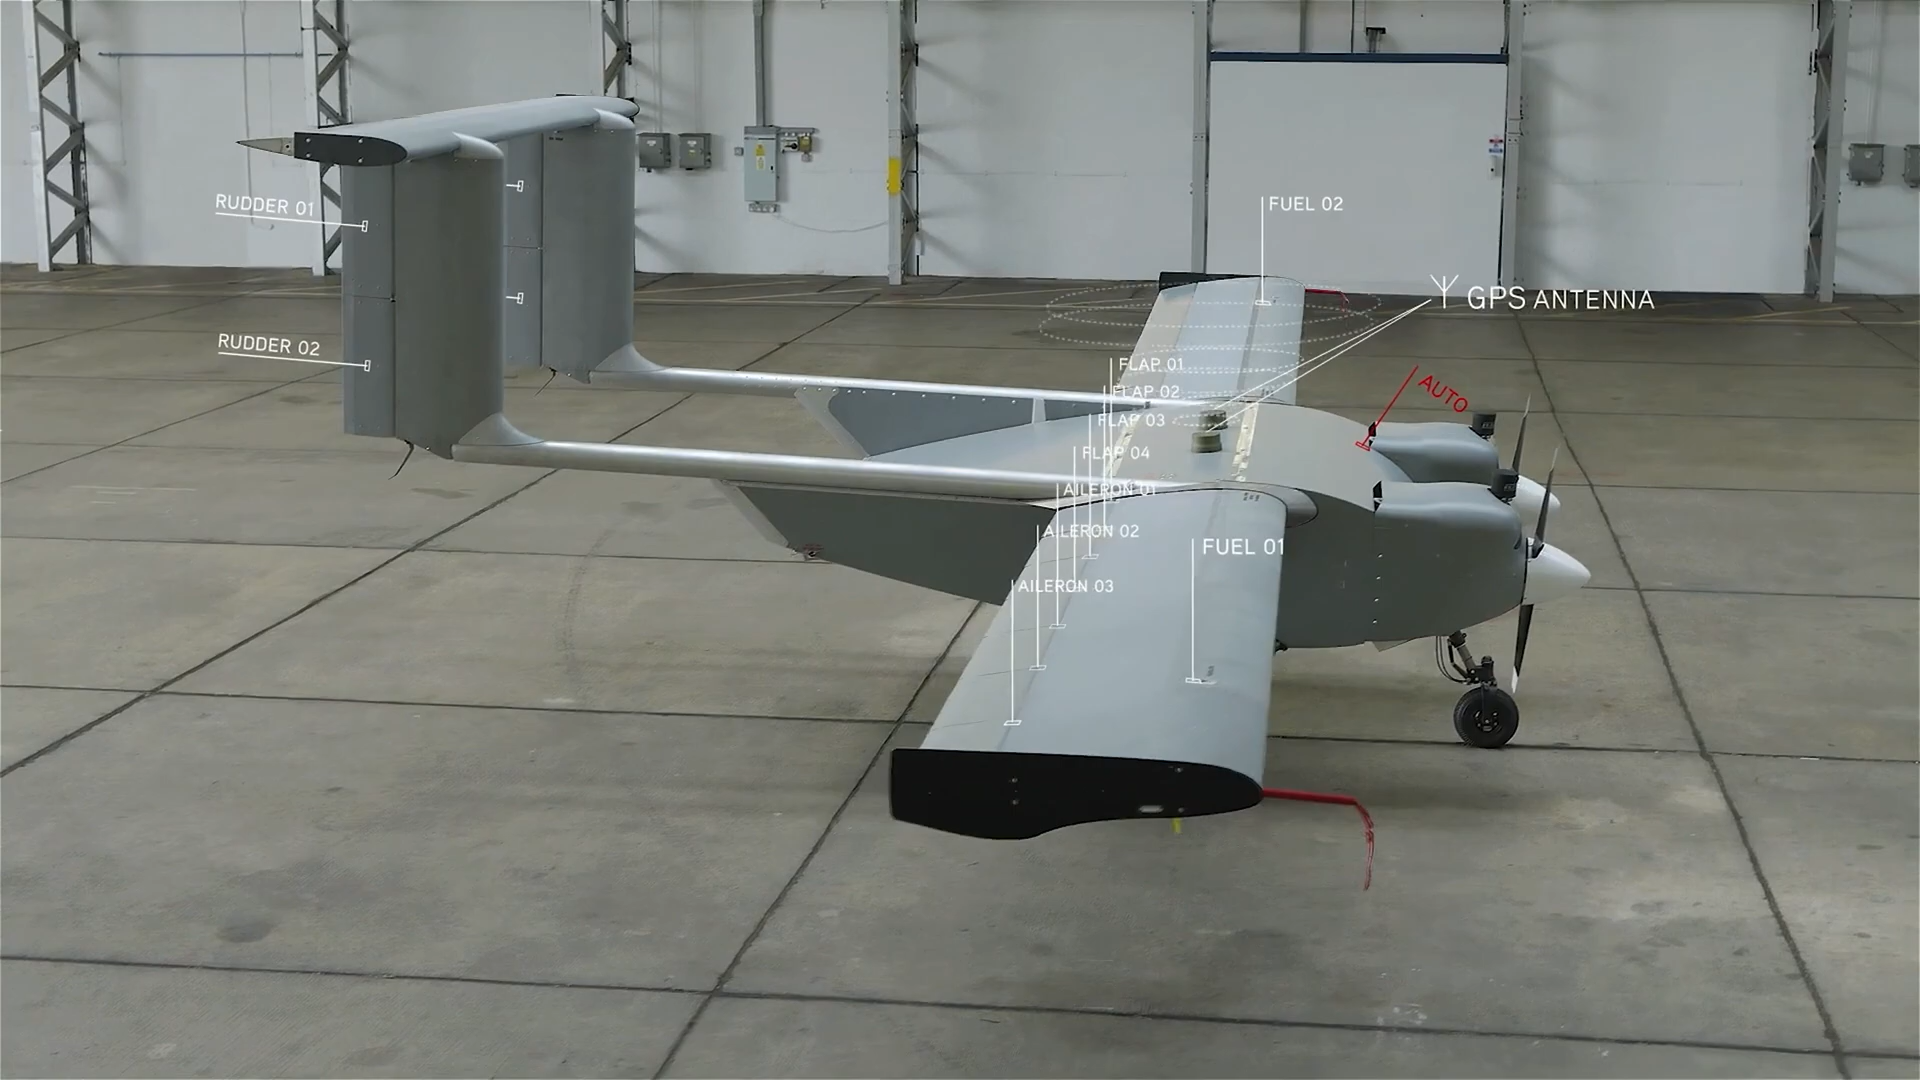 RUDDER 01
RUDDER 02
FUEL 02
GPS ANTENNA
FLAP 01
FLAP 02
FLAP 03
FLAP 04
AUTO
AILERON 01
AILERON 02
AILERON 03
FUEL 01